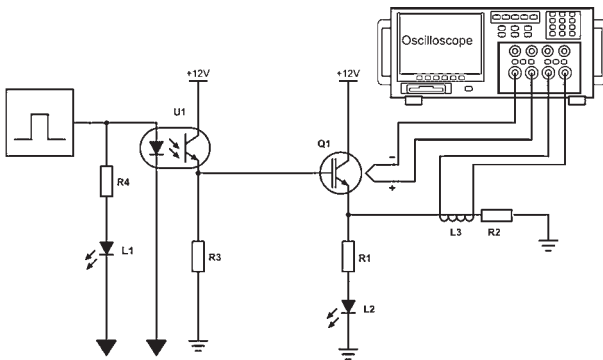 Oscilloscope
+12V
+12V
U1
Q1
−
+
R4
L1
R3
R1
L2
L3
R2